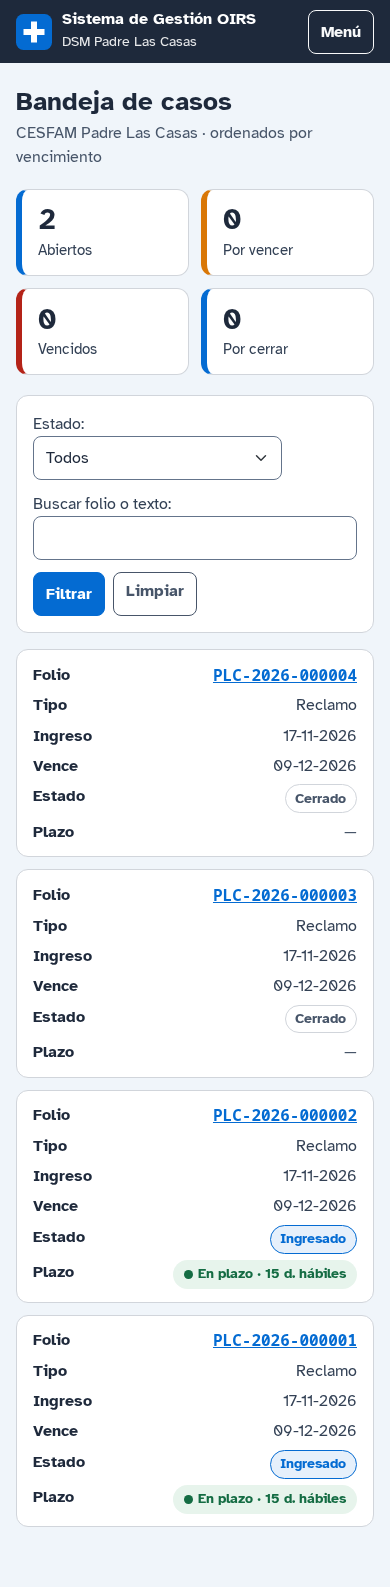 Sistema de Gestión OIRS
DSM Padre Las Casas
Menú
Bandeja de casos
CESFAM Padre Las Casas · ordenados por
vencimiento
2
Abiertos
0
Por vencer
0
Vencidos
0
Por cerrar
Estado:
Todos
Buscar folio o texto:
Filtrar
Limpiar
Folio PLC-2026-000004
Tipo Reclamo
Ingreso 17-11-2026
Vence 09-12-2026
Estado Cerrado
Plazo —
Folio PLC-2026-000003
Tipo Reclamo
Ingreso 17-11-2026
Vence 09-12-2026
Estado Cerrado
Plazo —
Folio PLC-2026-000002
Tipo Reclamo
Ingreso 17-11-2026
Vence 09-12-2026
Estado Ingresado
Plazo En plazo · 15 d. hábiles
Folio PLC-2026-000001
Tipo Reclamo
Ingreso 17-11-2026
Vence 09-12-2026
Estado Ingresado
Plazo En plazo · 15 d. hábiles